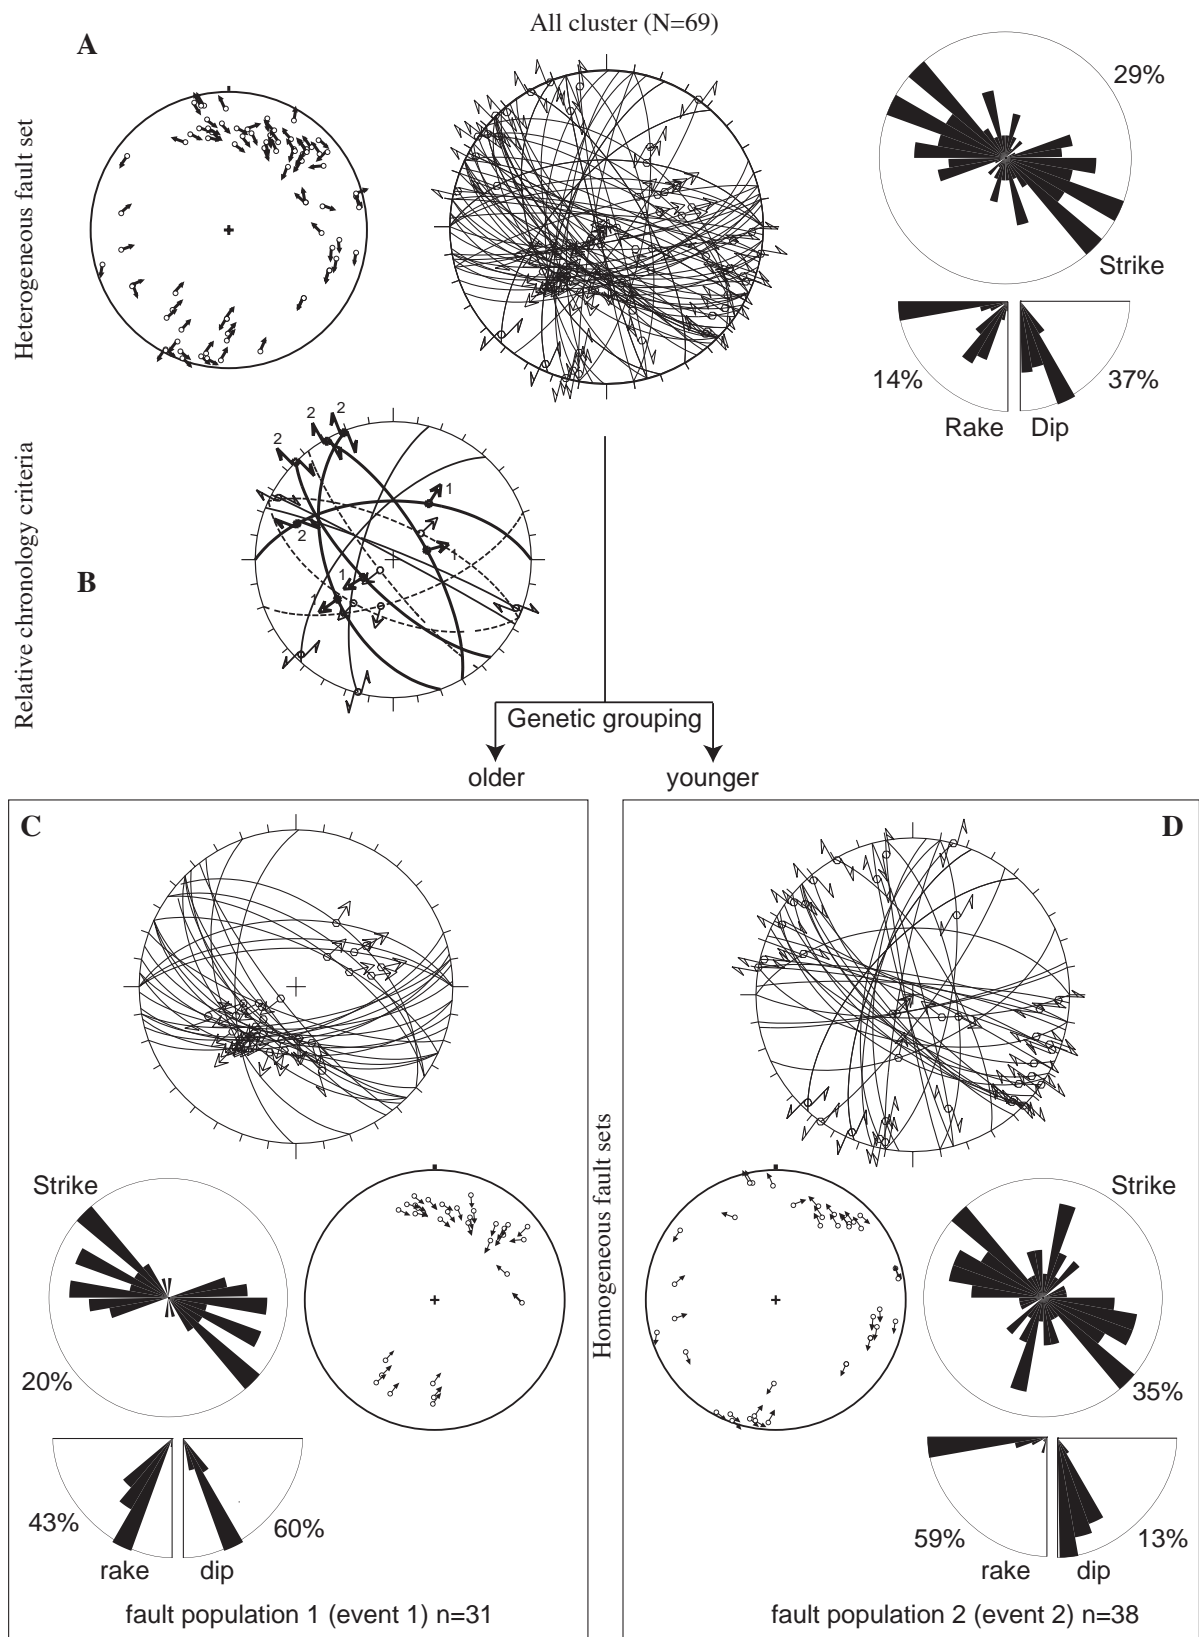 All cluster (N=69)
A
Heterogeneous fault set
29%
Strike
14%
37%
Rake
Dip
Relative chronology criteria
B
2
2
2
1
2
1
1
1
Genetic grouping
older
younger
C
D
Homogeneous fault sets
Strike
20%
43%
60%
rake
dip
fault population 1 (event 1) n=31
Strike
35%
59%
13%
rake
dip
fault population 2 (event 2) n=38